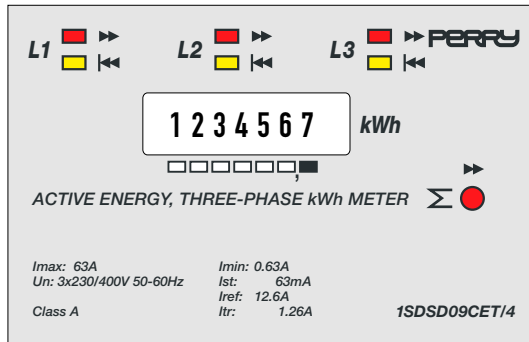 L1 L2 L3 PERRY
1234567 kWh
ACTIVE ENERGY, THREE-PHASE kWh METER Σ
Imax: 63A Imin: 0.63A
Un: 3x230/400V 50-60Hz Ist: 63mA
Iref: 12.6A
Class A Itr: 1.26A 1SDSD09CET/4